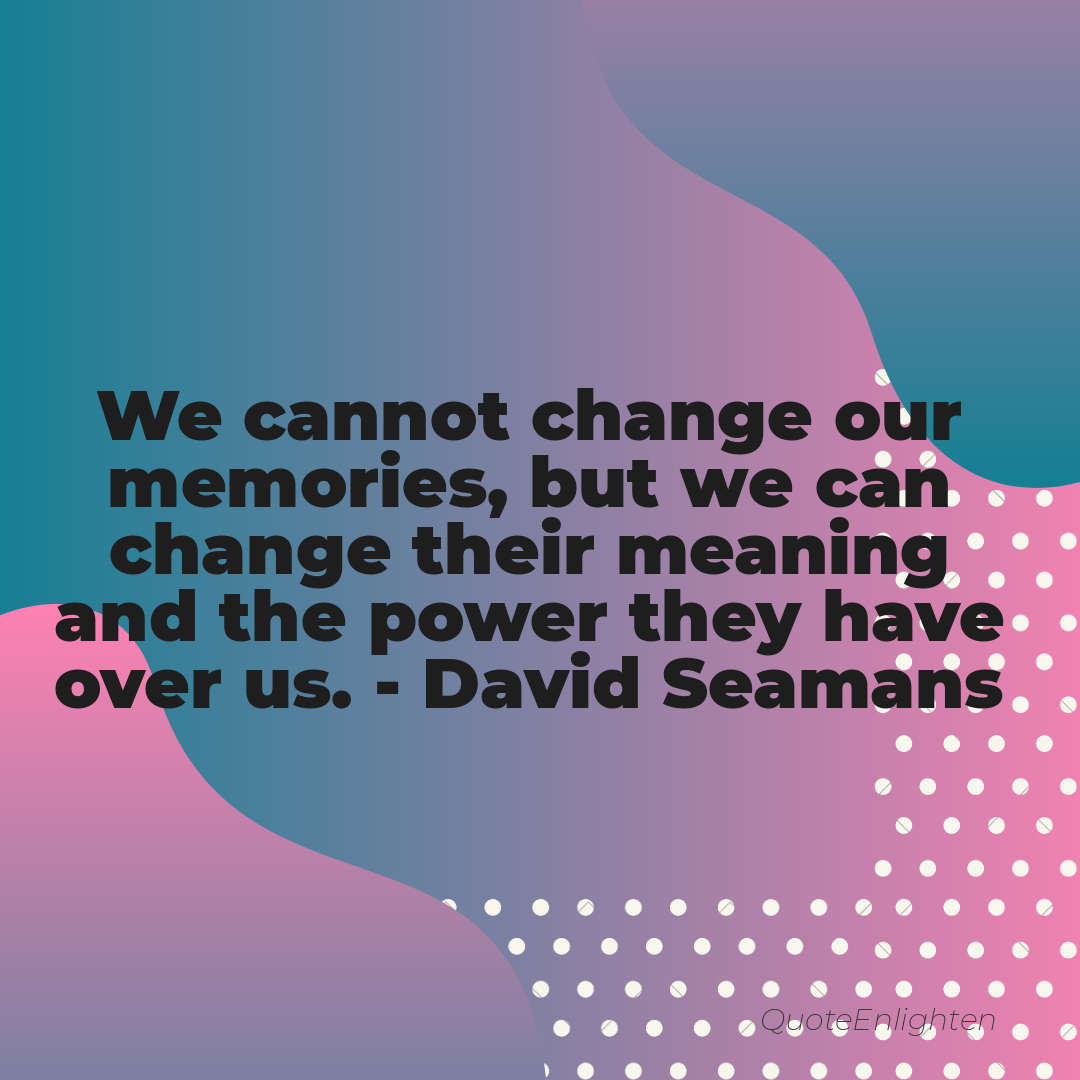 We cannot change our
memories, but we can
change their meaning
and the power they have
over us. - David Seamans
QuoteEnlighten